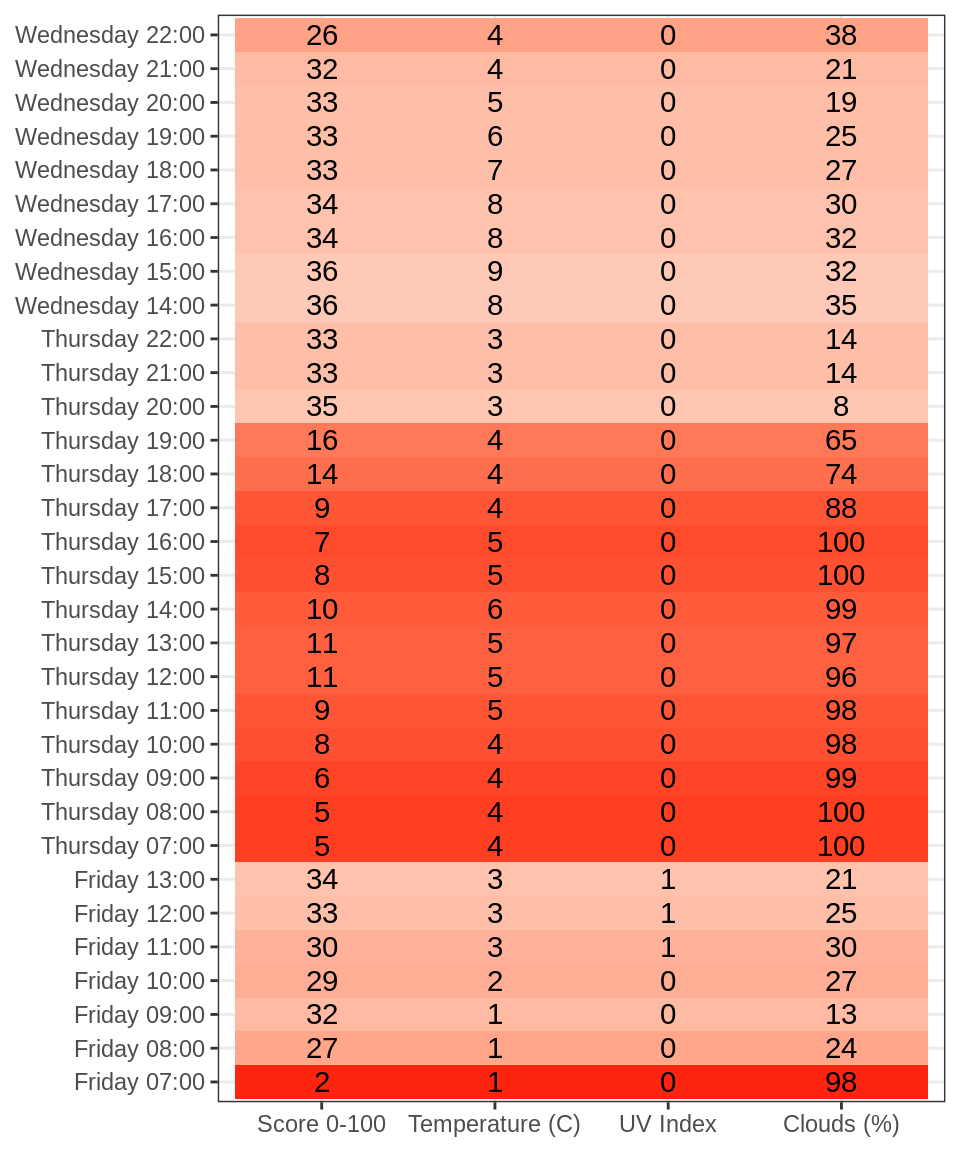 Wednesday 22:00 26 4 0 38
Wednesday 21:00 32 4 0 21
Wednesday 20:00 33 5 0 19
Wednesday 19:00 33 6 0 25
Wednesday 18:00 33 7 0 27
Wednesday 17:00 34 8 0 30
Wednesday 16:00 34 8 0 32
Wednesday 15:00 36 9 0 32
Wednesday 14:00 36 8 0 35
Thursday 22:00 33 3 0 14
Thursday 21:00 33 3 0 14
Thursday 20:00 35 3 0 8
Thursday 19:00 16 4 0 65
Thursday 18:00 14 4 0 74
Thursday 17:00 9 4 0 88
Thursday 16:00 7 5 0 100
Thursday 15:00 8 5 0 100
Thursday 14:00 10 6 0 99
Thursday 13:00 11 5 0 97
Thursday 12:00 11 5 0 96
Thursday 11:00 9 5 0 98
Thursday 10:00 8 4 0 98
Thursday 09:00 6 4 0 99
Thursday 08:00 5 4 0 100
Thursday 07:00 5 4 0 100
Friday 13:00 34 3 1 21
Friday 12:00 33 3 1 25
Friday 11:00 30 3 1 30
Friday 10:00 29 2 0 27
Friday 09:00 32 1 0 13
Friday 08:00 27 1 0 24
Friday 07:00 2 1 0 98
Score 0-100 Temperature (C) UV Index Clouds (%)